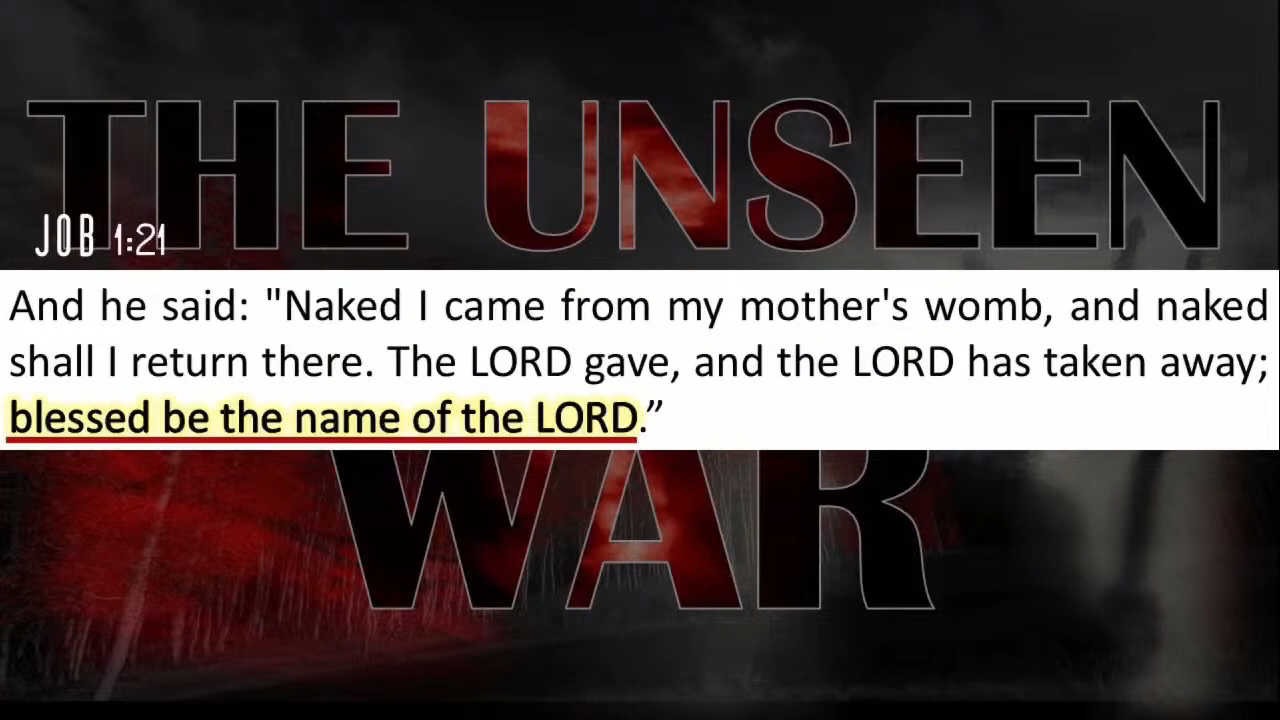 THE UNSEEN
JOB 1:21
And he said: "Naked I came from my mother's womb, and naked
shall I return there. The LORD gave, and the LORD has taken away;
blessed be the name of the LORD.”
WAR